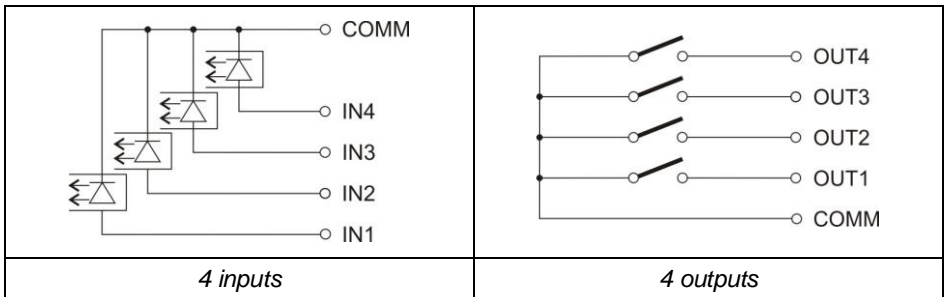 COMM
IN4
IN3
IN2
IN1
4 inputs
OUT4
OUT3
OUT2
OUT1
COMM
4 outputs